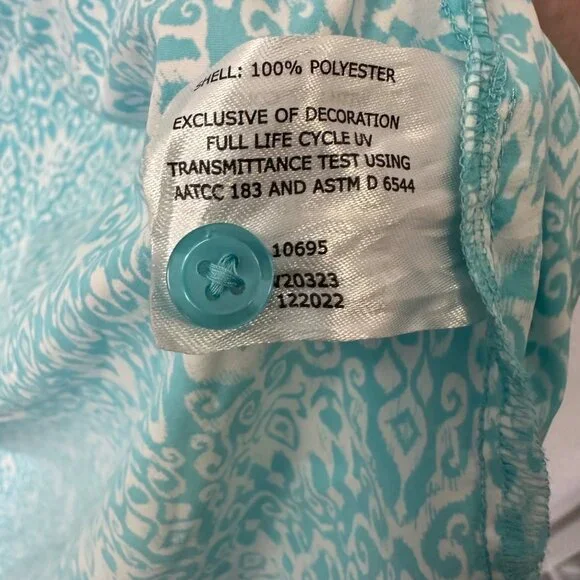 SHELL: 100% POLYESTER
EXCLUSIVE OF DECORATION
FULL LIFE CYCLE UV
TRANSMITTANCE TEST USING
AATCC 183 AND ASTM D 6544
10695
20323
122022